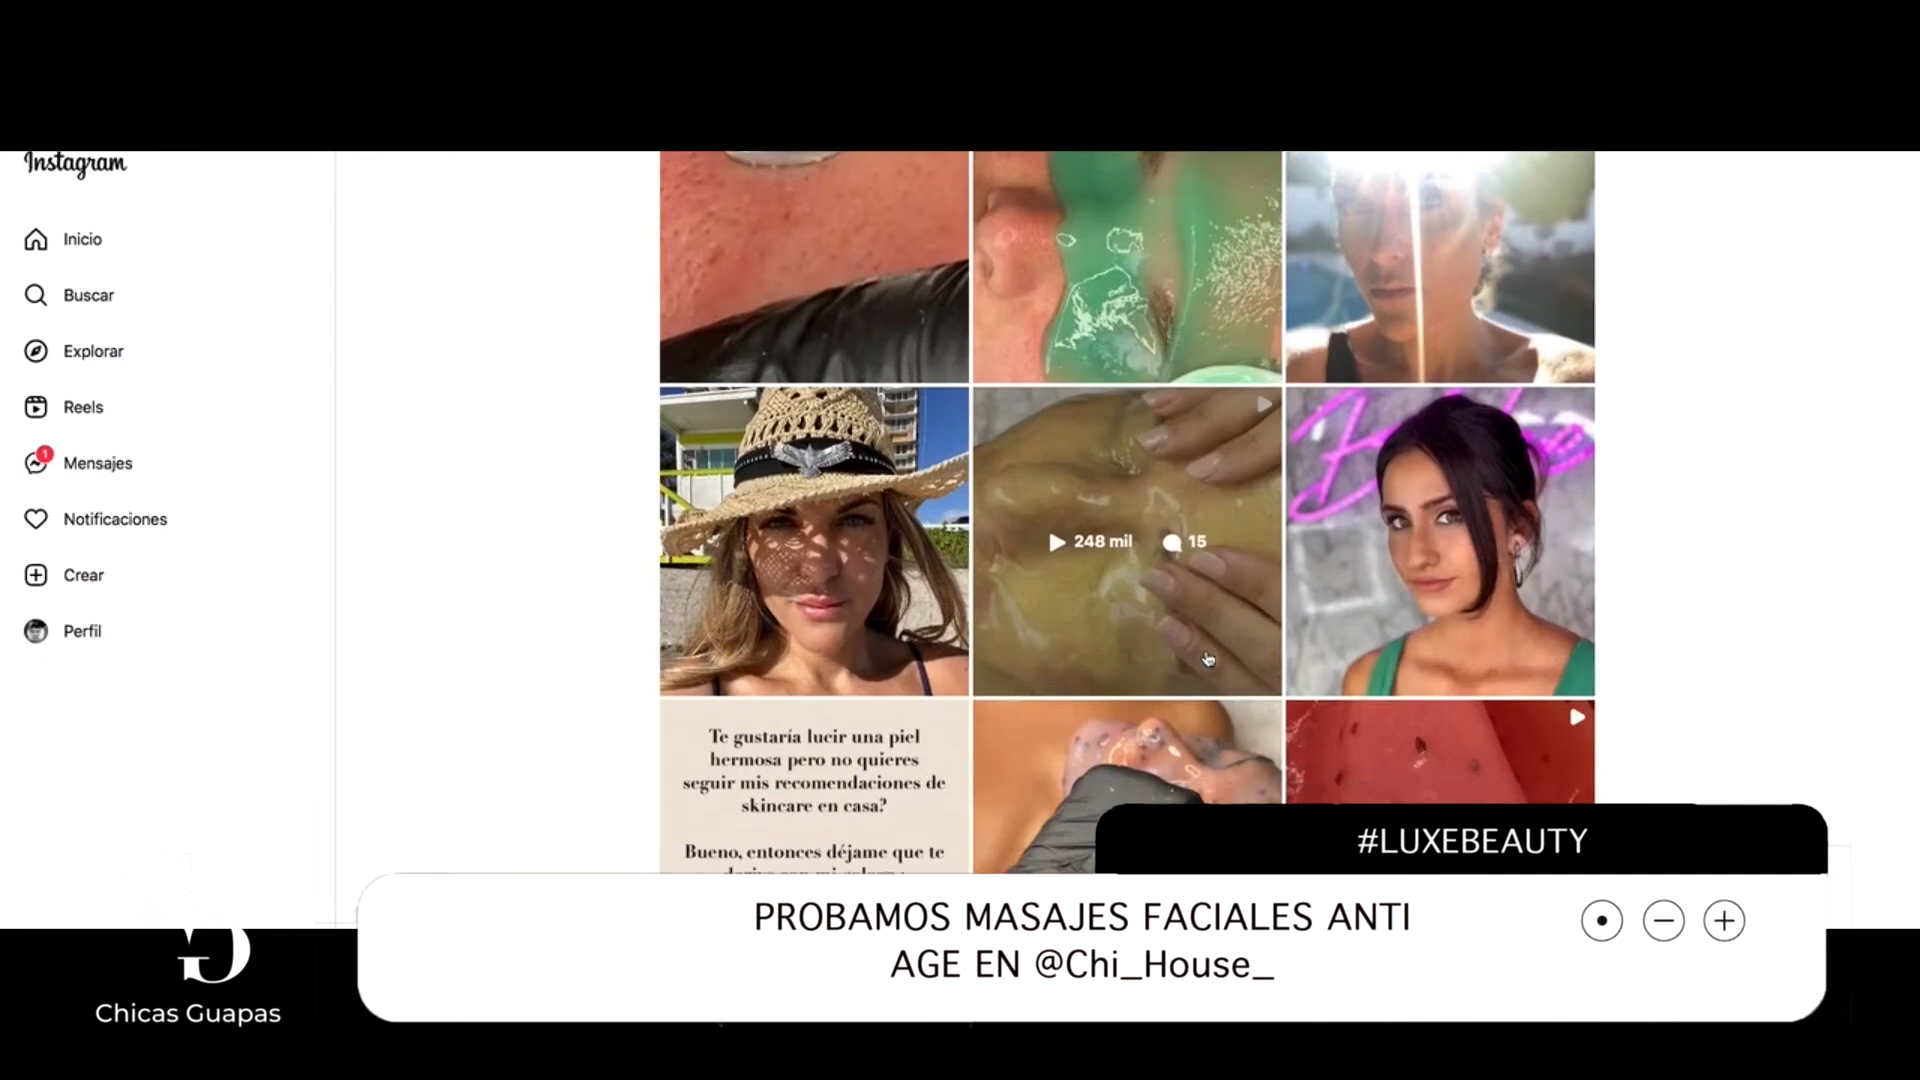 Instagram
Inicio
Buscar
Explorar
Reels
1
Mensajes
Notificaciones
Crear
Perfil
248 mil
15
Te gustaría lucir una piel
hermosa pero no quieres
seguir mis recomendaciones de
skincare en casa?
Bueno, entonces déjame que te
#LUXEBEAUTY
PROBAMOS MASAJES FACIALES ANTI
AGE EN @Chi_House_
Chicas Guapas